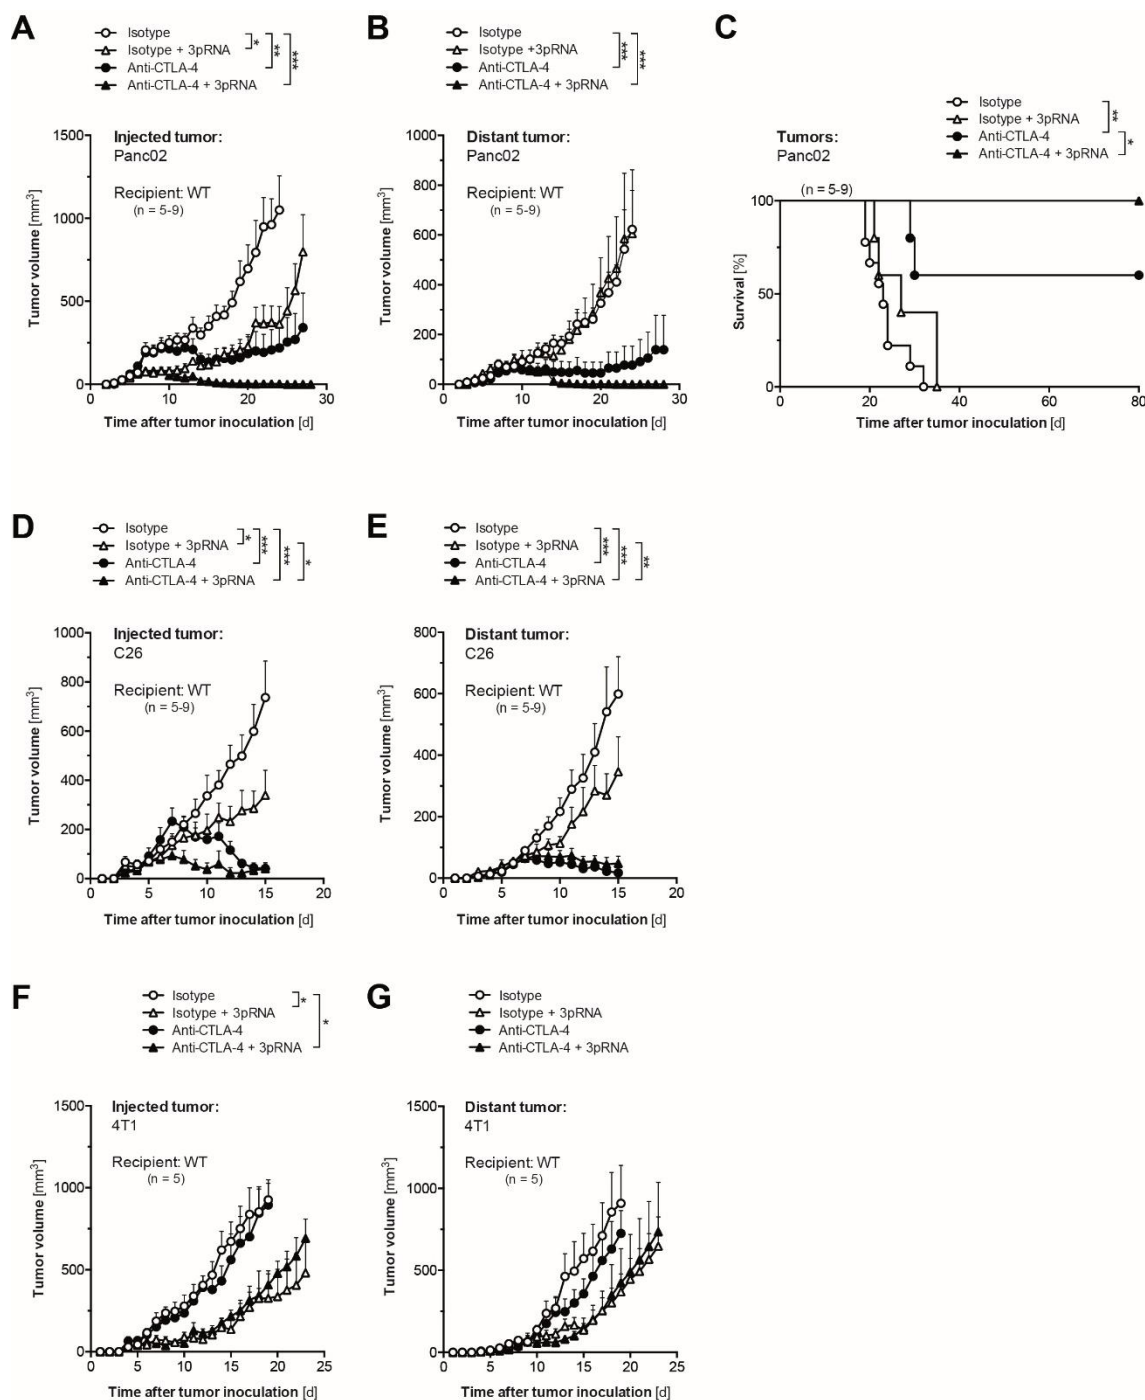 A
Isotype
Isotype + 3pRNA
Anti-CTLA-4
Anti-CTLA-4 + 3pRNA
*
**
***
Injected tumor:
Panc02
Recipient: WT
(n = 5-9)
Tumor volume [mm³]
1500
1000
500
0
0 10 20 30
Time after tumor inoculation [d]
B
Isotype
Isotype +3pRNA
Anti-CTLA-4
Anti-CTLA-4 + 3pRNA
***
***
Distant tumor:
Panc02
Recipient: WT
(n = 5-9)
Tumor volume [mm³]
1000
800
600
400
200
0
0 10 20 30
Time after tumor inoculation [d]
C
Isotype
Isotype + 3pRNA
Anti-CTLA-4
Anti-CTLA-4 + 3pRNA
**
*
Tumors:
Panc02
(n = 5-9)
Survival [%]
100
50
0
0 20 40 60 80
Time after tumor inoculation [d]
D
Isotype
Isotype + 3pRNA
Anti-CTLA-4
Anti-CTLA-4 + 3pRNA
*
***
***
*
Injected tumor:
C26
Recipient: WT
(n = 5-9)
Tumor volume [mm³]
1000
800
600
400
200
0
0 5 10 15 20
Time after tumor inoculation [d]
E
Isotype
Isotype + 3pRNA
Anti-CTLA-4
Anti-CTLA-4 + 3pRNA
***
***
**
Distant tumor:
C26
Recipient: WT
(n = 5-9)
Tumor volume [mm³]
800
600
400
200
0
0 5 10 15 20
Time after tumor inoculation [d]
F
Isotype
Isotype + 3pRNA
Anti-CTLA-4
Anti-CTLA-4 + 3pRNA
*
*
Injected tumor:
4T1
Recipient: WT
(n = 5)
Tumor volume [mm³]
1500
1000
500
0
0 5 10 15 20 25
Time after tumor inoculation [d]
G
Isotype
Isotype + 3pRNA
Anti-CTLA-4
Anti-CTLA-4 + 3pRNA
Distant tumor:
4T1
Recipient: WT
(n = 5)
Tumor volume [mm³]
1500
1000
500
0
0 5 10 15 20 25
Time after tumor inoculation [d]